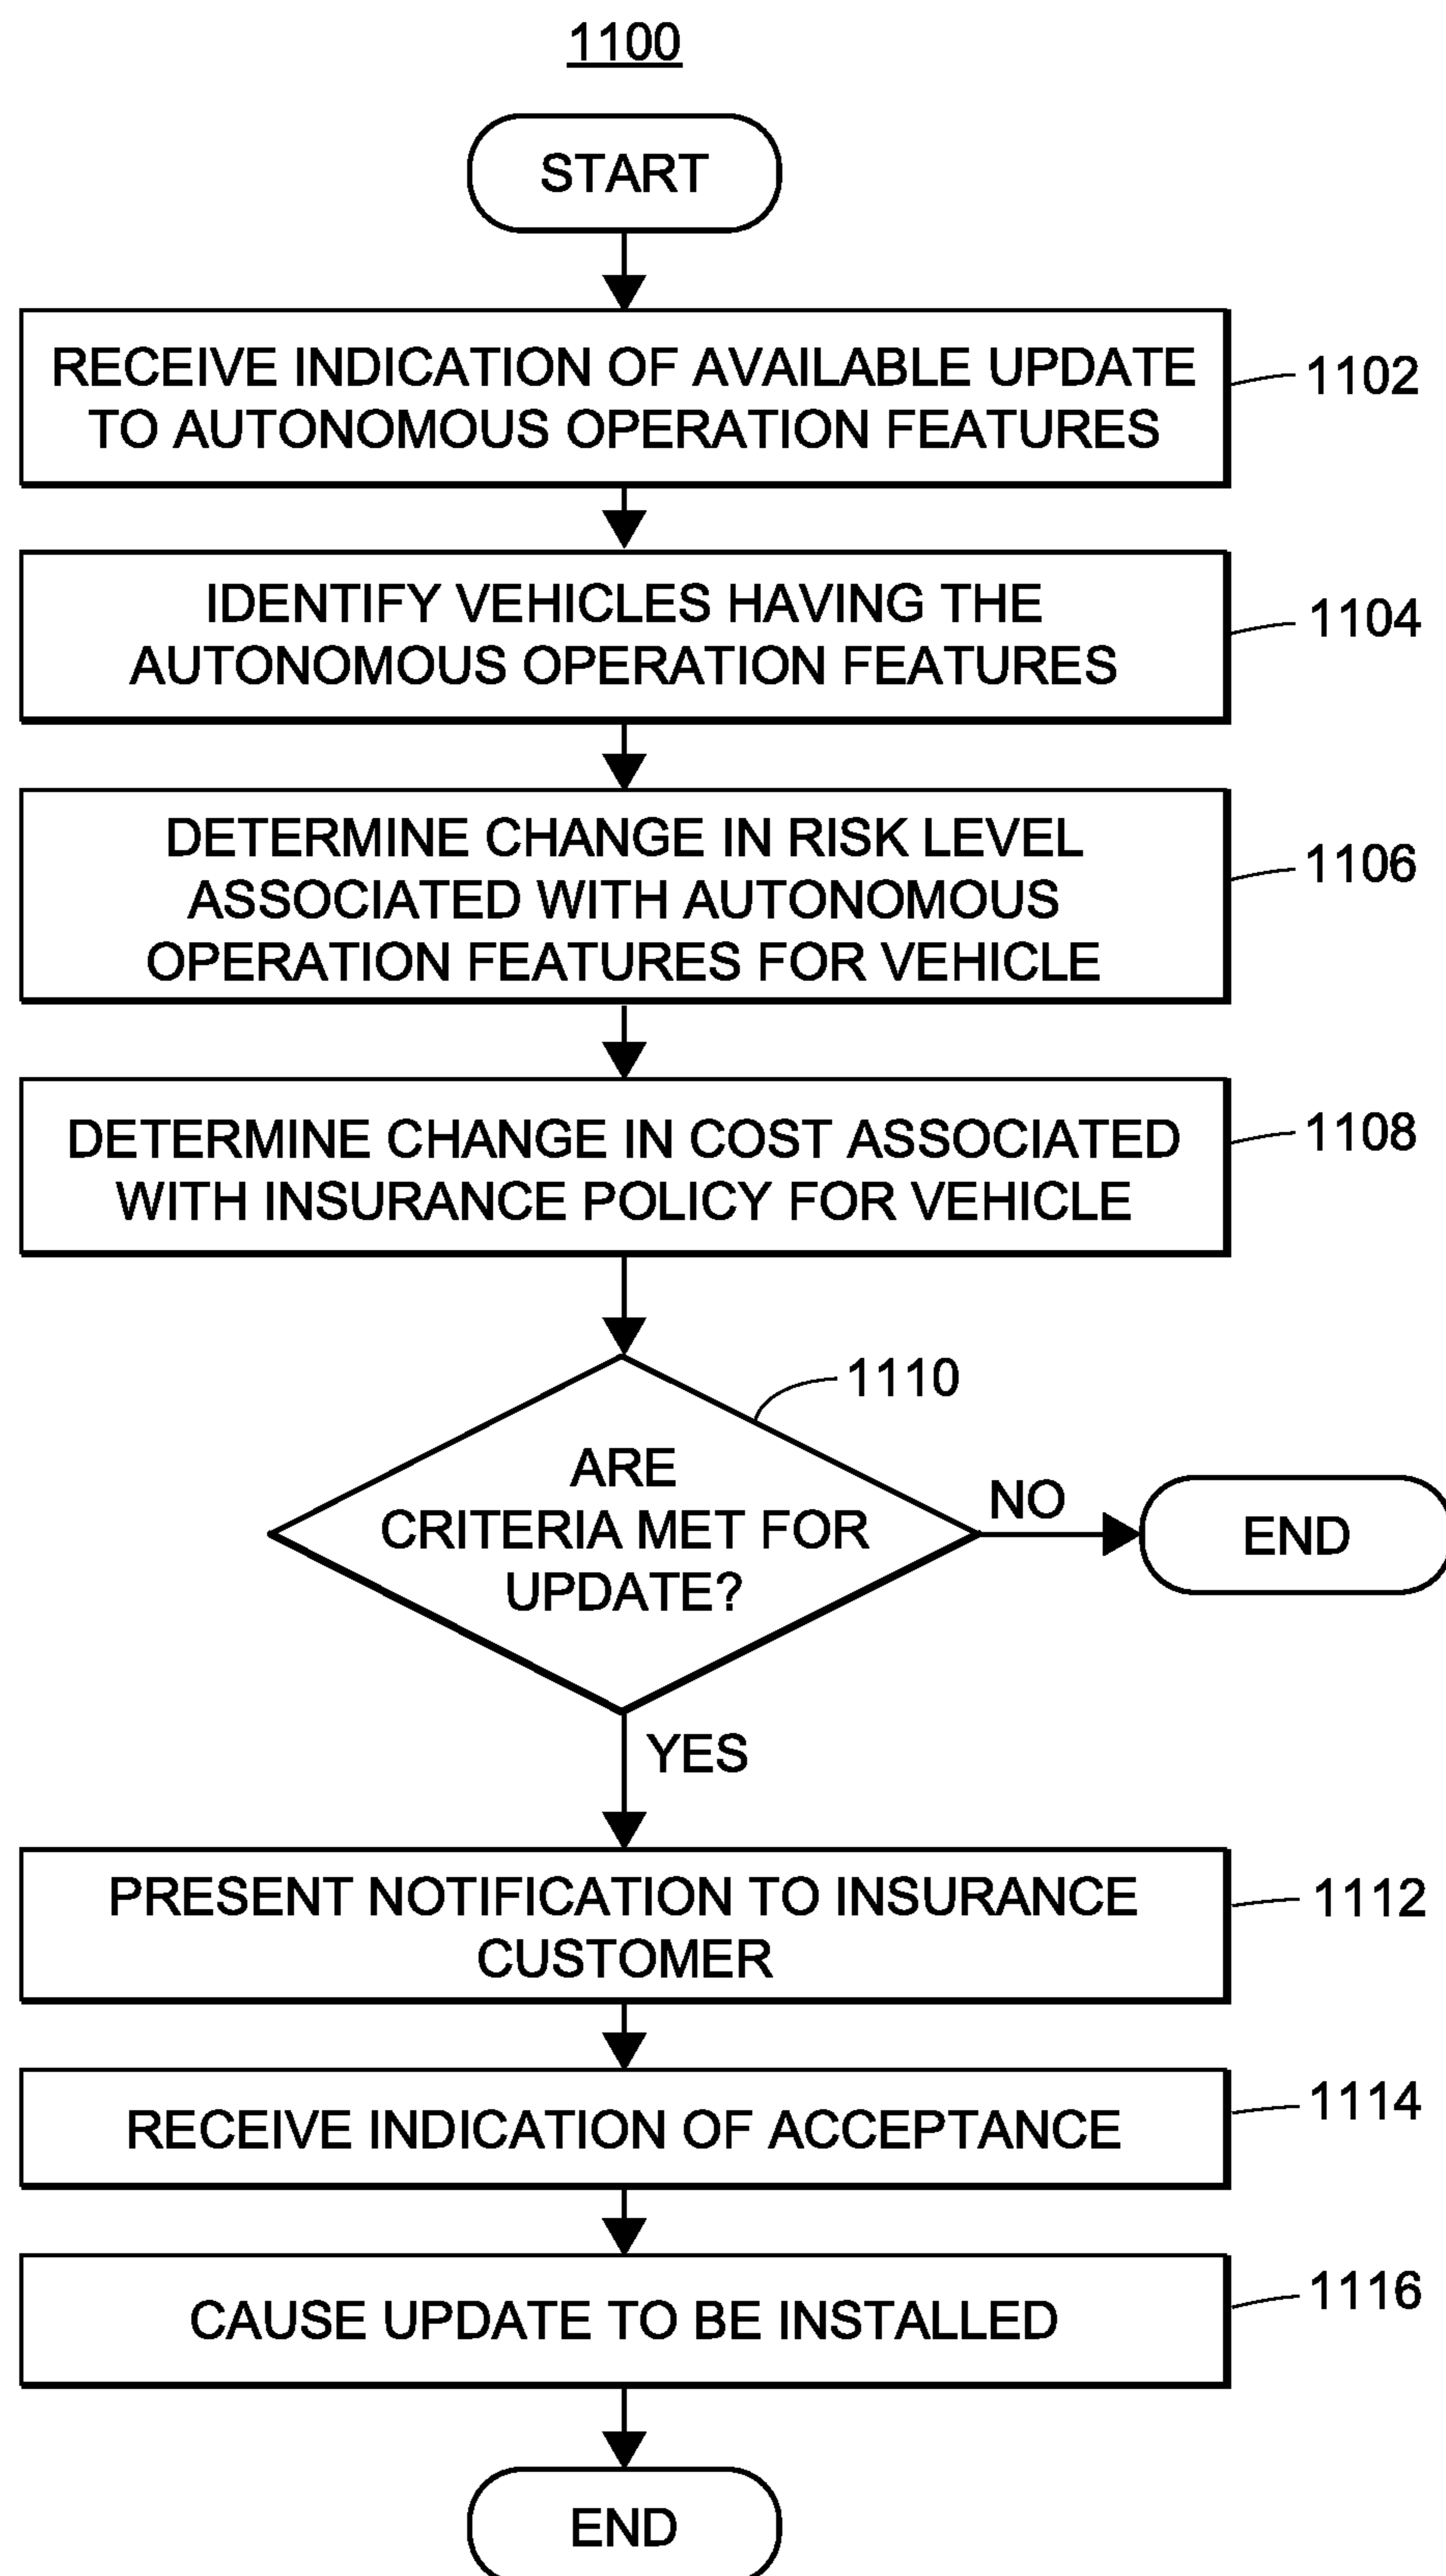 1100
START
RECEIVE INDICATION OF AVAILABLE UPDATE
TO AUTONOMOUS OPERATION FEATURES
1102
IDENTIFY VEHICLES HAVING THE
AUTONOMOUS OPERATION FEATURES
1104
DETERMINE CHANGE IN RISK LEVEL
ASSOCIATED WITH AUTONOMOUS
OPERATION FEATURES FOR VEHICLE
1106
DETERMINE CHANGE IN COST ASSOCIATED
WITH INSURANCE POLICY FOR VEHICLE
1108
1110
ARE
CRITERIA MET FOR
UPDATE?
NO
END
YES
PRESENT NOTIFICATION TO INSURANCE
CUSTOMER
1112
RECEIVE INDICATION OF ACCEPTANCE
1114
CAUSE UPDATE TO BE INSTALLED
1116
END